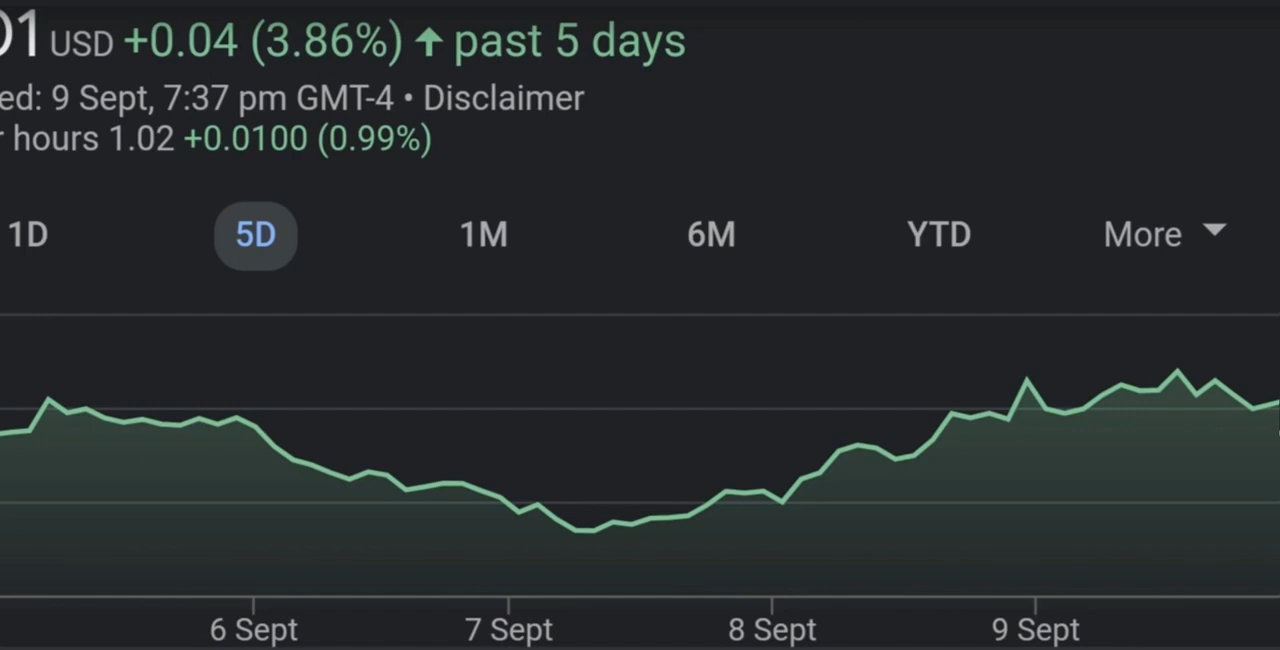 01 USD +0.04 (3.86%) ↑ past 5 days
ed: 9 Sept, 7:37 pm GMT-4 • Disclaimer
r hours 1.02 +0.0100 (0.99%)
1D 5D 1M 6M YTD More
6 Sept 7 Sept 8 Sept 9 Sept